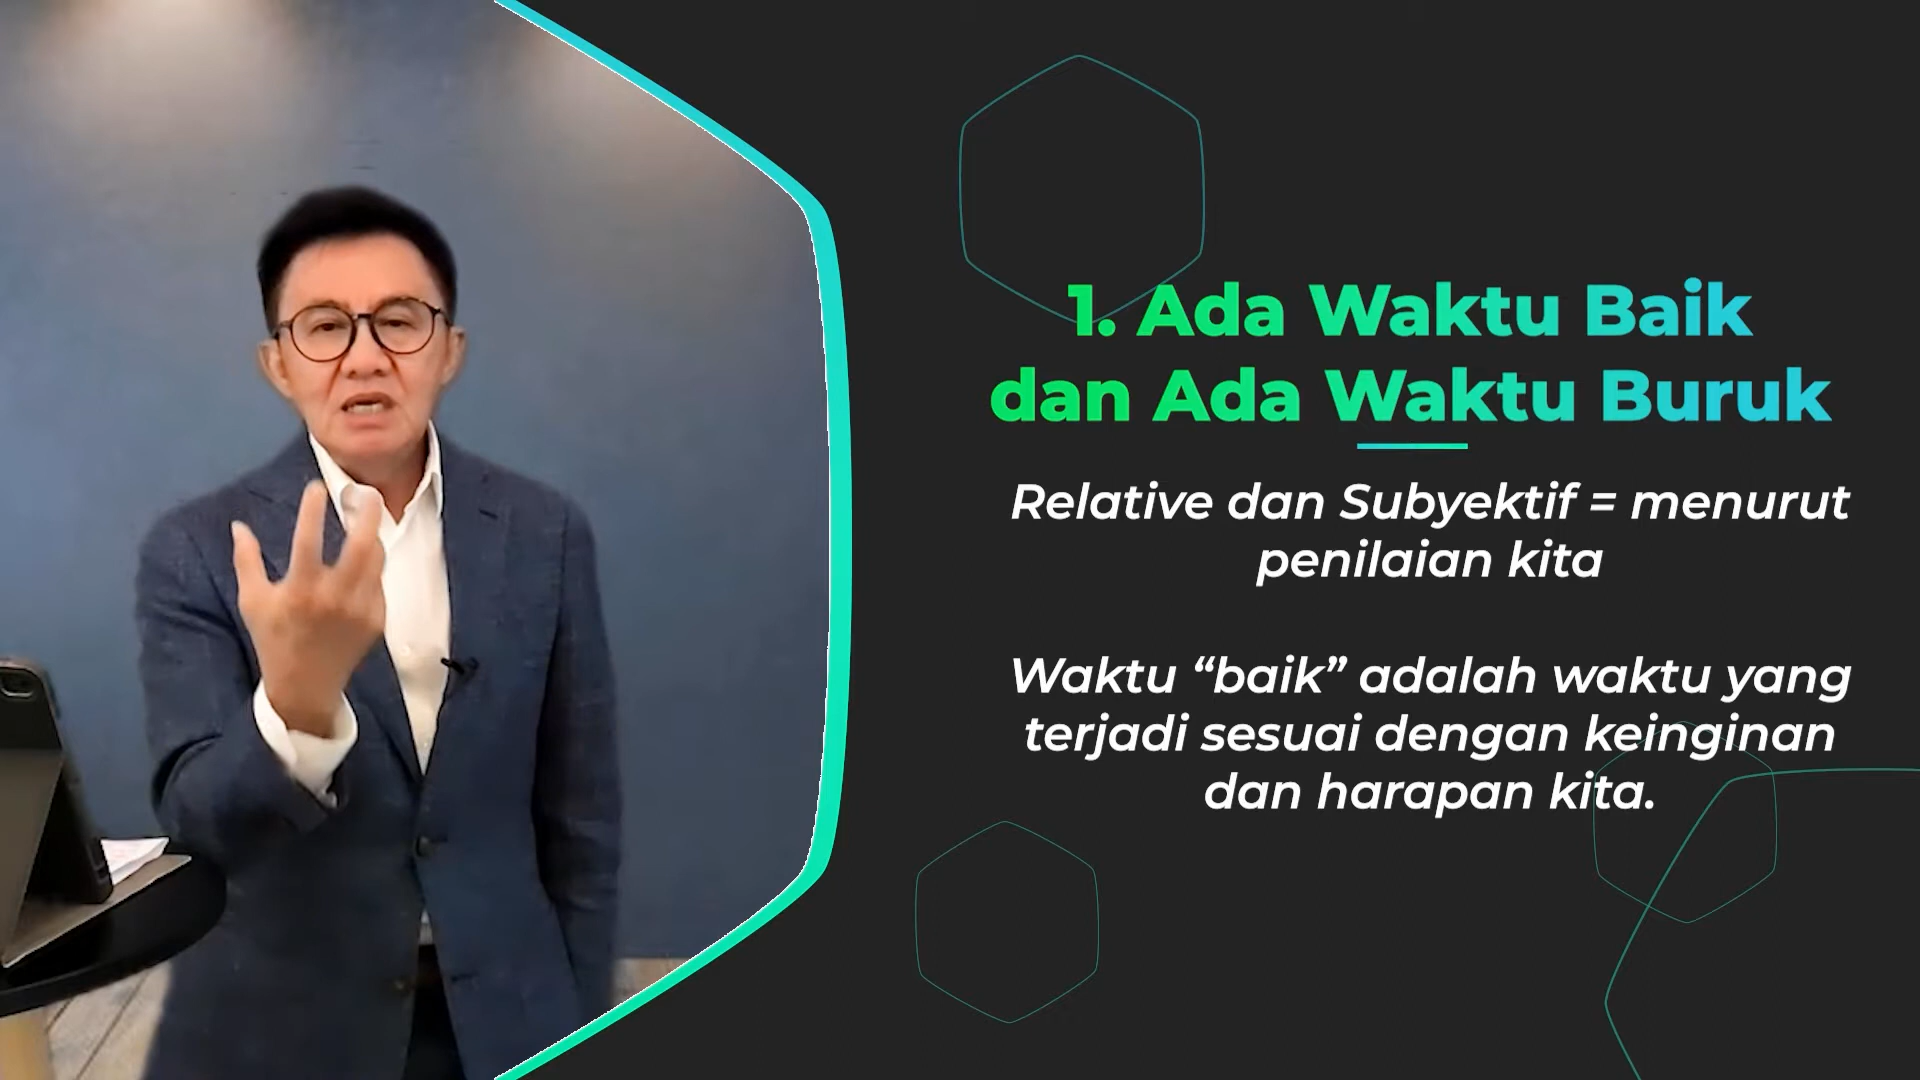 1. Ada Waktu Baik
dan Ada Waktu Buruk
Relative dan Subyektif = menurut
penilaian kita
Waktu “baik” adalah waktu yang
terjadi sesuai dengan keinginan
dan harapan kita.